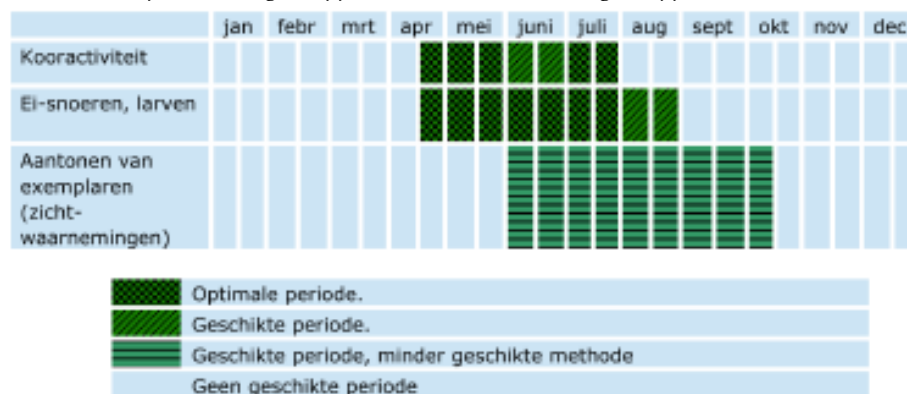 jan febr mrt apr mei juni juli aug sept okt nov dec
Kooractiviteit
Ei-snoeren, larven
Aantonen van
exemplaren
(zicht-
waarnemingen)
Optimale periode.
Geschikte periode.
Geschikte periode, minder geschikte methode
Geen geschikte periode